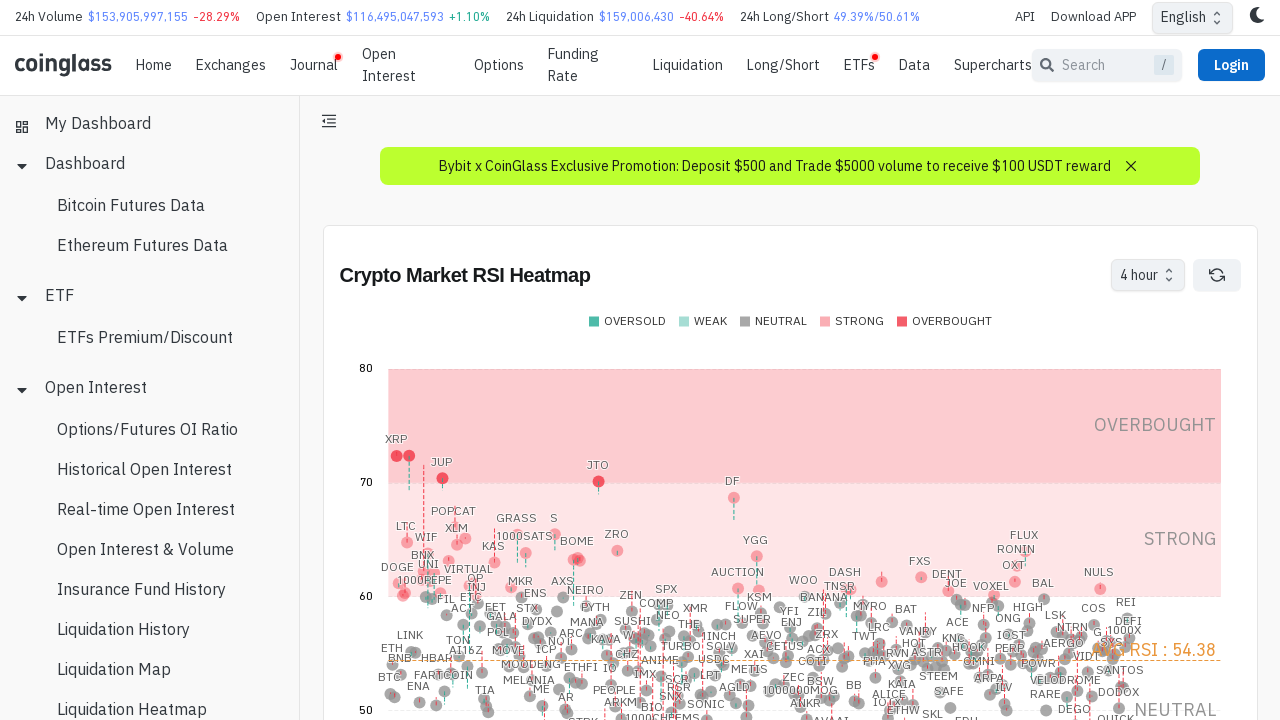 24h Volume $153,905,997,155 -28.29% Open Interest $116,495,047,593 +1.10% 24h Liquidation $159,006,430 -40.64% 24h Long/Short 49.39%/50.61% API Download APP English
coinglass Home Exchanges Journal Open Interest Options Funding Rate Liquidation Long/Short ETFs Data Supercharts Search / Login
My Dashboard
Dashboard
Bitcoin Futures Data
Ethereum Futures Data
ETF
ETFs Premium/Discount
Open Interest
Options/Futures OI Ratio
Historical Open Interest
Real-time Open Interest
Open Interest & Volume
Insurance Fund History
Liquidation History
Liquidation Map
Liquidation Heatmap
Bybit x CoinGlass Exclusive Promotion: Deposit $500 and Trade $5000 volume to receive $100 USDT reward
Crypto Market RSI Heatmap
4 hour
OVERSOLD WEAK NEUTRAL STRONG OVERBOUGHT
80
OVERBOUGHT
XRP
JUP JTO
70
DF
POPCAT GRASS S
LTC XLM 1000SATS ZRO FLUX
WIF KAS BOME YGG RONIN
STRONG
BNX FXS
DOGE UNI VIRTUAL AUCTION DASH DENT OXT NULS
1000PEPE OP MKR AXS WOO TNSR JOE VOXEL BAL
INJ NEIRO SPX
60
FIL ETC ENS ZEN COMP KSM BANANA REI
ACT EET STX PYTH XMR FLOW YFI ZIL MYRO BAT NFP HIGH COS
GALA DYDX MANA SUSHI NEO THE SUPER ENJ LRC ACE ONG LSK DEFI
LINK TON POL ARC KAVA 1INCH AEVO ZRX TWT VANRY KNC IOST NTRN 1000X
ETH AI16Z MOVE ICP TURBO SOLV CETUS ACX HOT HOOK PERP AERGO SXS
BNB HBAR MOODENG ETHFI IO CHZ ANIME USDC XAI COTI PHA ASTR OMNI POWR VID RSI : 54.38
BTC FARTCOIN MELANIA IMX LPT METIS ZEC BSW XVG STEEM ARPA VELODROME SANTOS
ENA TIA ME PEOPLE RSR AGLD 1000000MOG BB KAIA SAFE ILV RARE DODOX
AR ARKM SNX SONIC ANKR ALICE IOTX SKL DEGO NEUTRAL
50
BIO ETHW